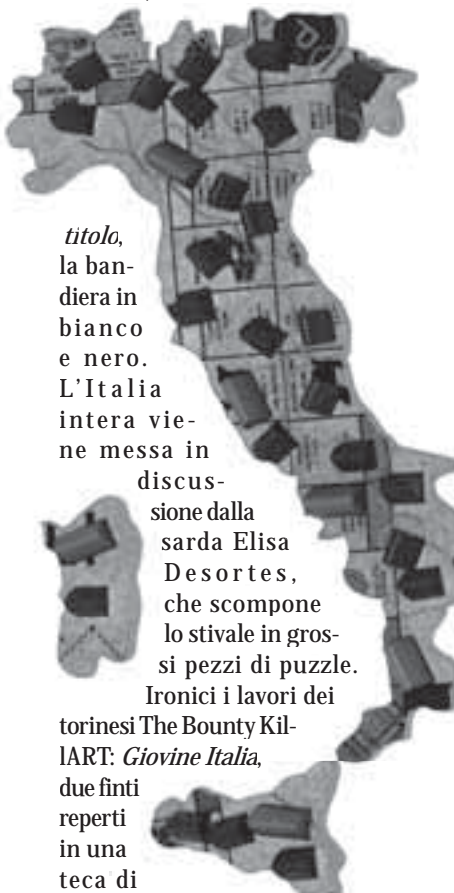 titolo,
la ban-
diera in
bianco
e nero.
L'Italia
intera vie-
ne messa in
discus-
sione dalla
sarda Elisa
Desortes,
che scompone
lo stivale in gros-
si pezzi di puzzle.
Ironici i lavori dei
torinesi The Bounty Kil-
lART: Giovine Italia,
due finti
reperti
in una
teca di